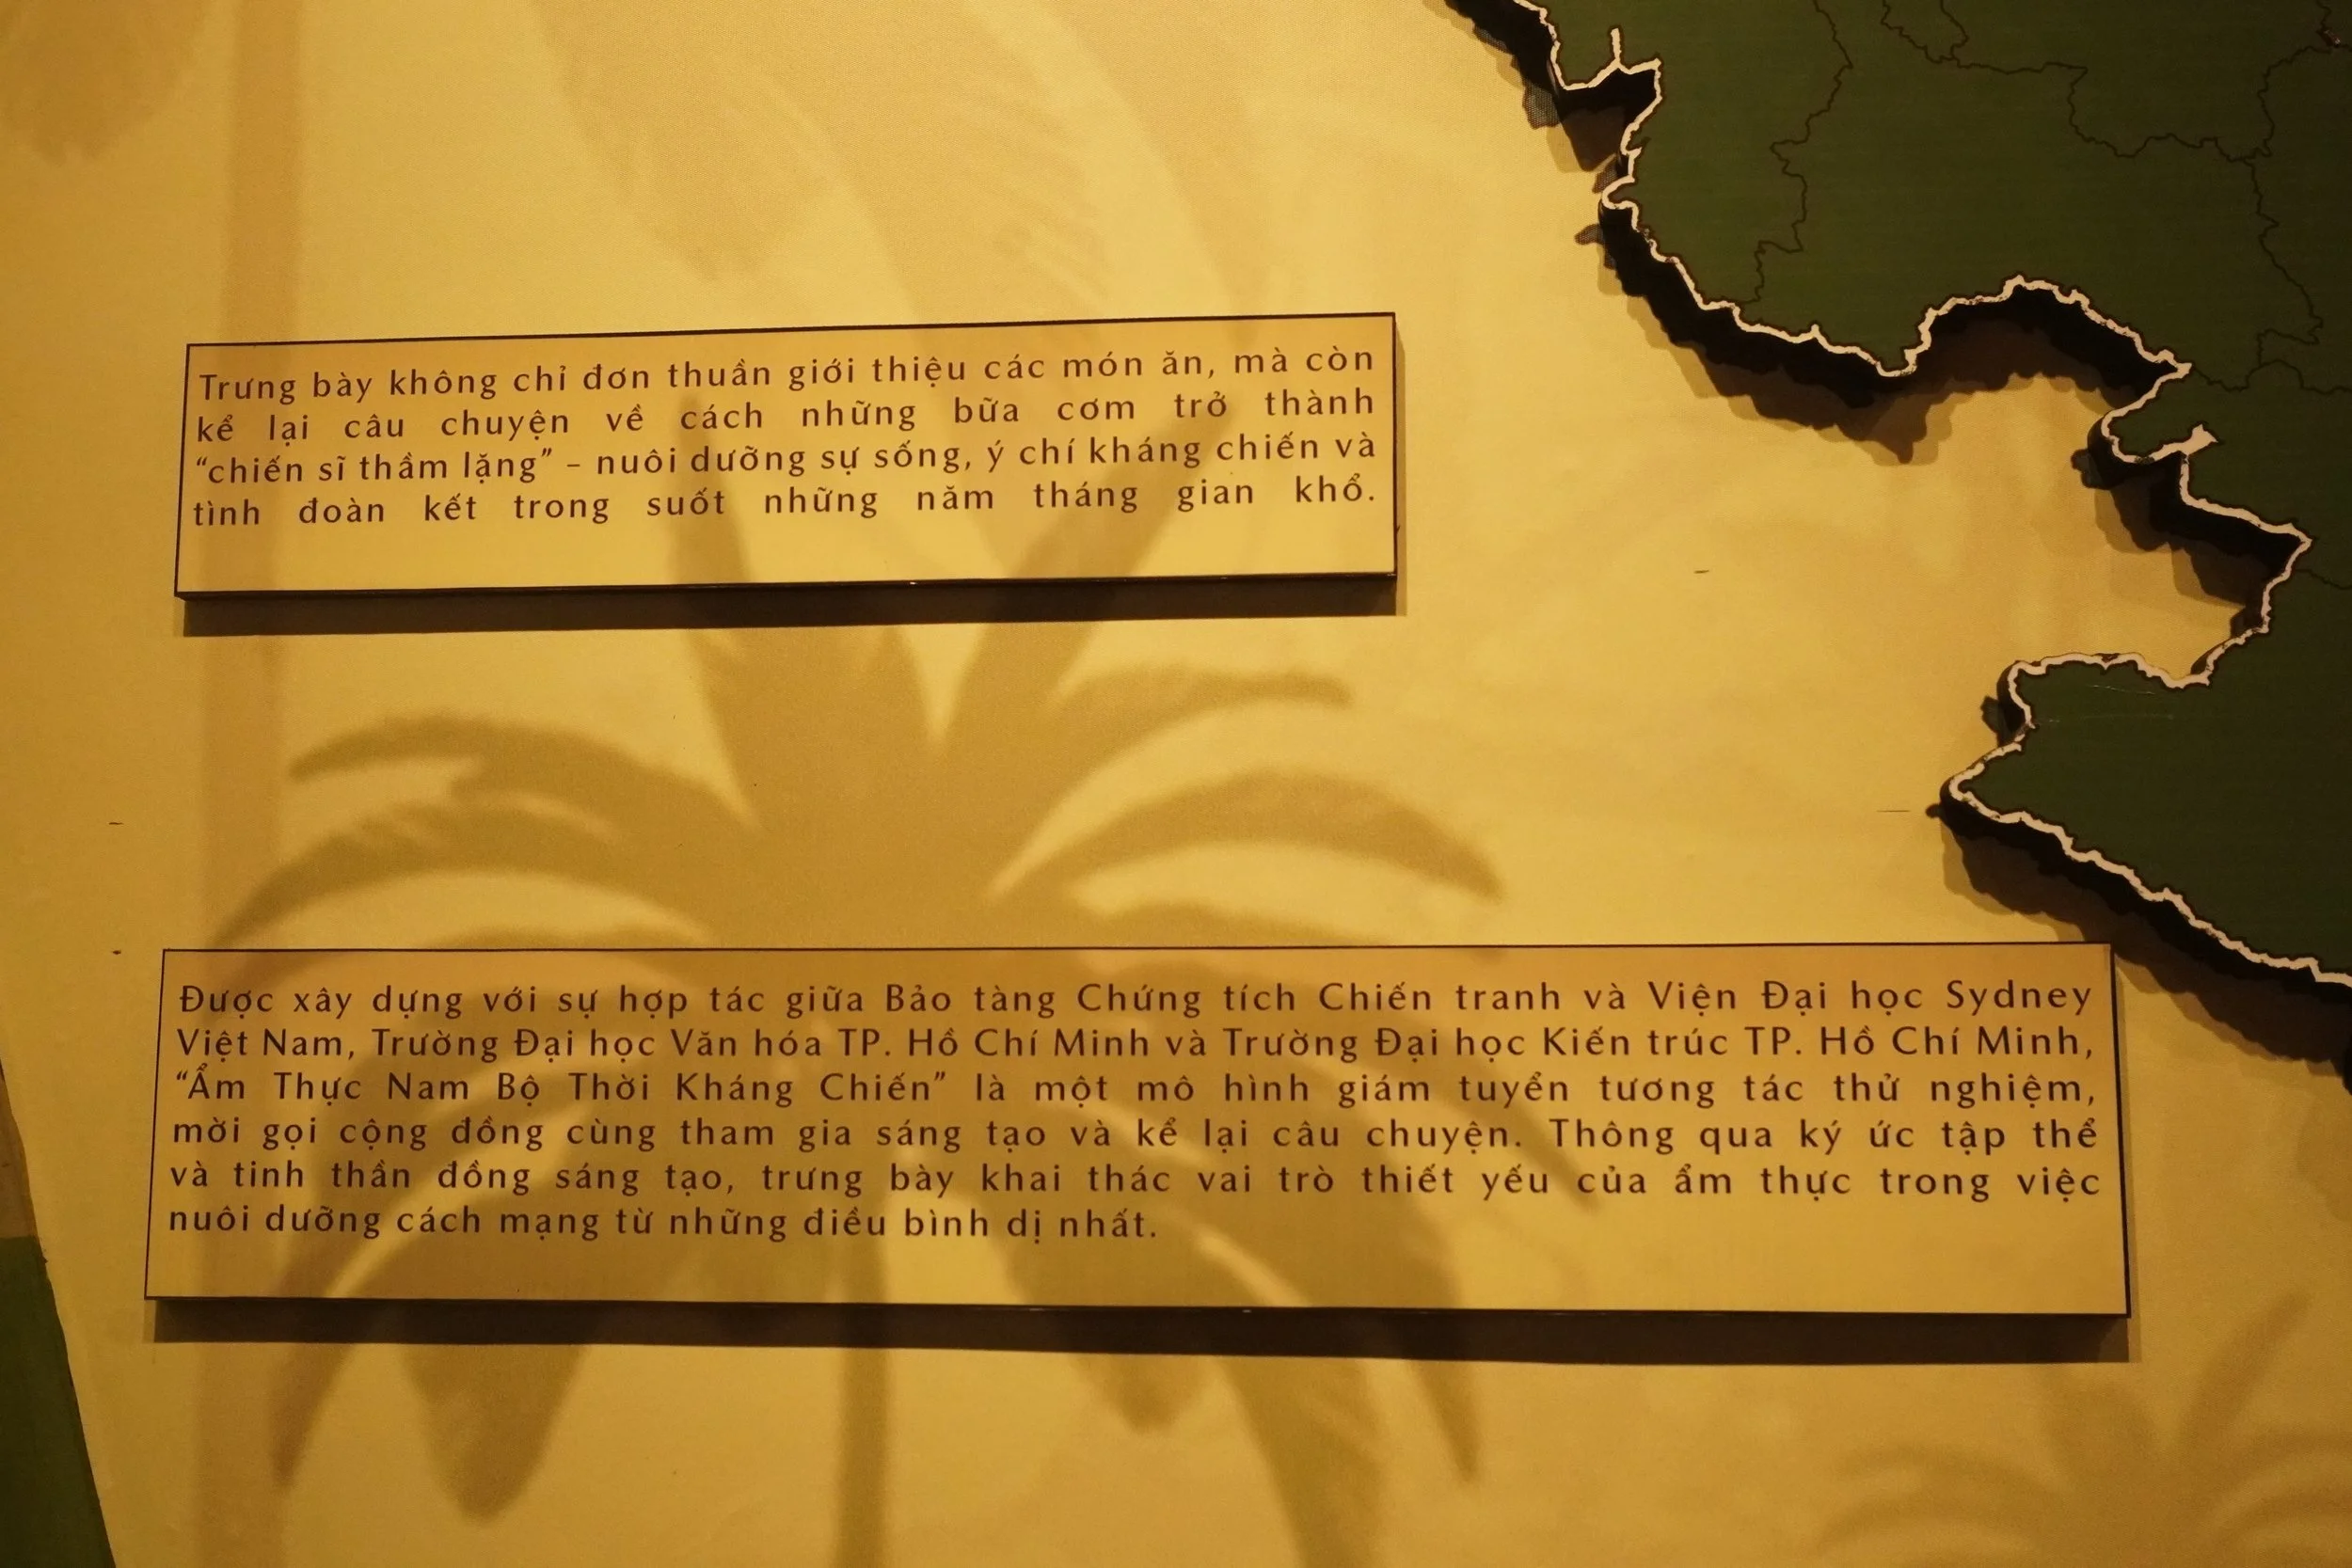 Trưng bày không chỉ đơn thuần giới thiệu các món ăn, mà còn
kể lại câu chuyện về cách những bữa cơm trở thành
“chiến sĩ thầm lặng” – nuôi dưỡng sự sống, ý chí kháng chiến và
tình đoàn kết trong suốt những năm tháng gian khổ.
Được xây dựng với sự hợp tác giữa Bảo tàng Chứng tích Chiến tranh và Viện Đại học Sydney
Việt Nam, Trường Đại học Văn hóa TP. Hồ Chí Minh và Trường Đại học Kiến trúc TP. Hồ Chí Minh,
“Ẩm Thực Nam Bộ Thời Kháng Chiến” là một mô hình giám tuyển tương tác thử nghiệm,
mời gọi cộng đồng cùng tham gia sáng tạo và kể lại câu chuyện. Thông qua ký ức tập thể
và tinh thần đồng sáng tạo, trưng bày khai thác vai trò thiết yếu của ẩm thực trong việc
nuôi dưỡng cách mạng từ những điều bình dị nhất.